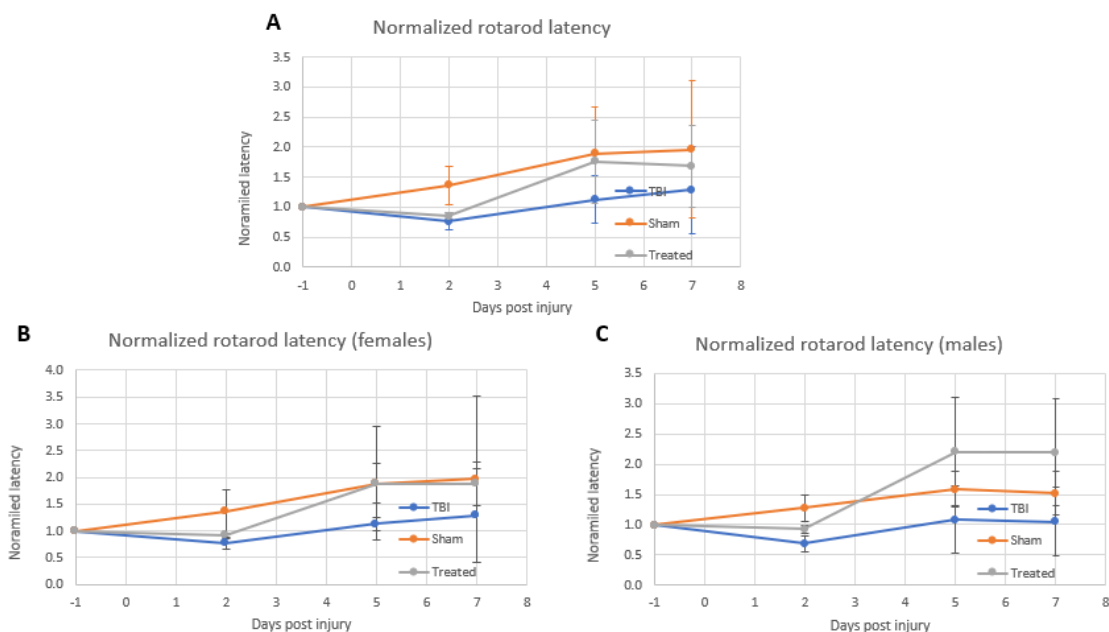 A
Normalized rotarod latency
3.5
3.0
2.5
2.0
1.5
1.0
0.5
0.0
Noramiled latency
TBI
Sham
Treated
-1 0 1 2 3 4 5 6 7 8
Days post injury
B
Normalized rotarod latency (females)
4.0
3.5
3.0
2.5
2.0
1.5
1.0
0.5
0.0
Noramiled latency
TBI
Sham
Treated
-1 0 1 2 3 4 5 6 7 8
Days post injury
C
Normalized rotarod latency (males)
3.5
3.0
2.5
2.0
1.5
1.0
0.5
0.0
Noramiled latency
TBI
Sham
Treated
-1 0 1 2 3 4 5 6 7 8
Days post injury